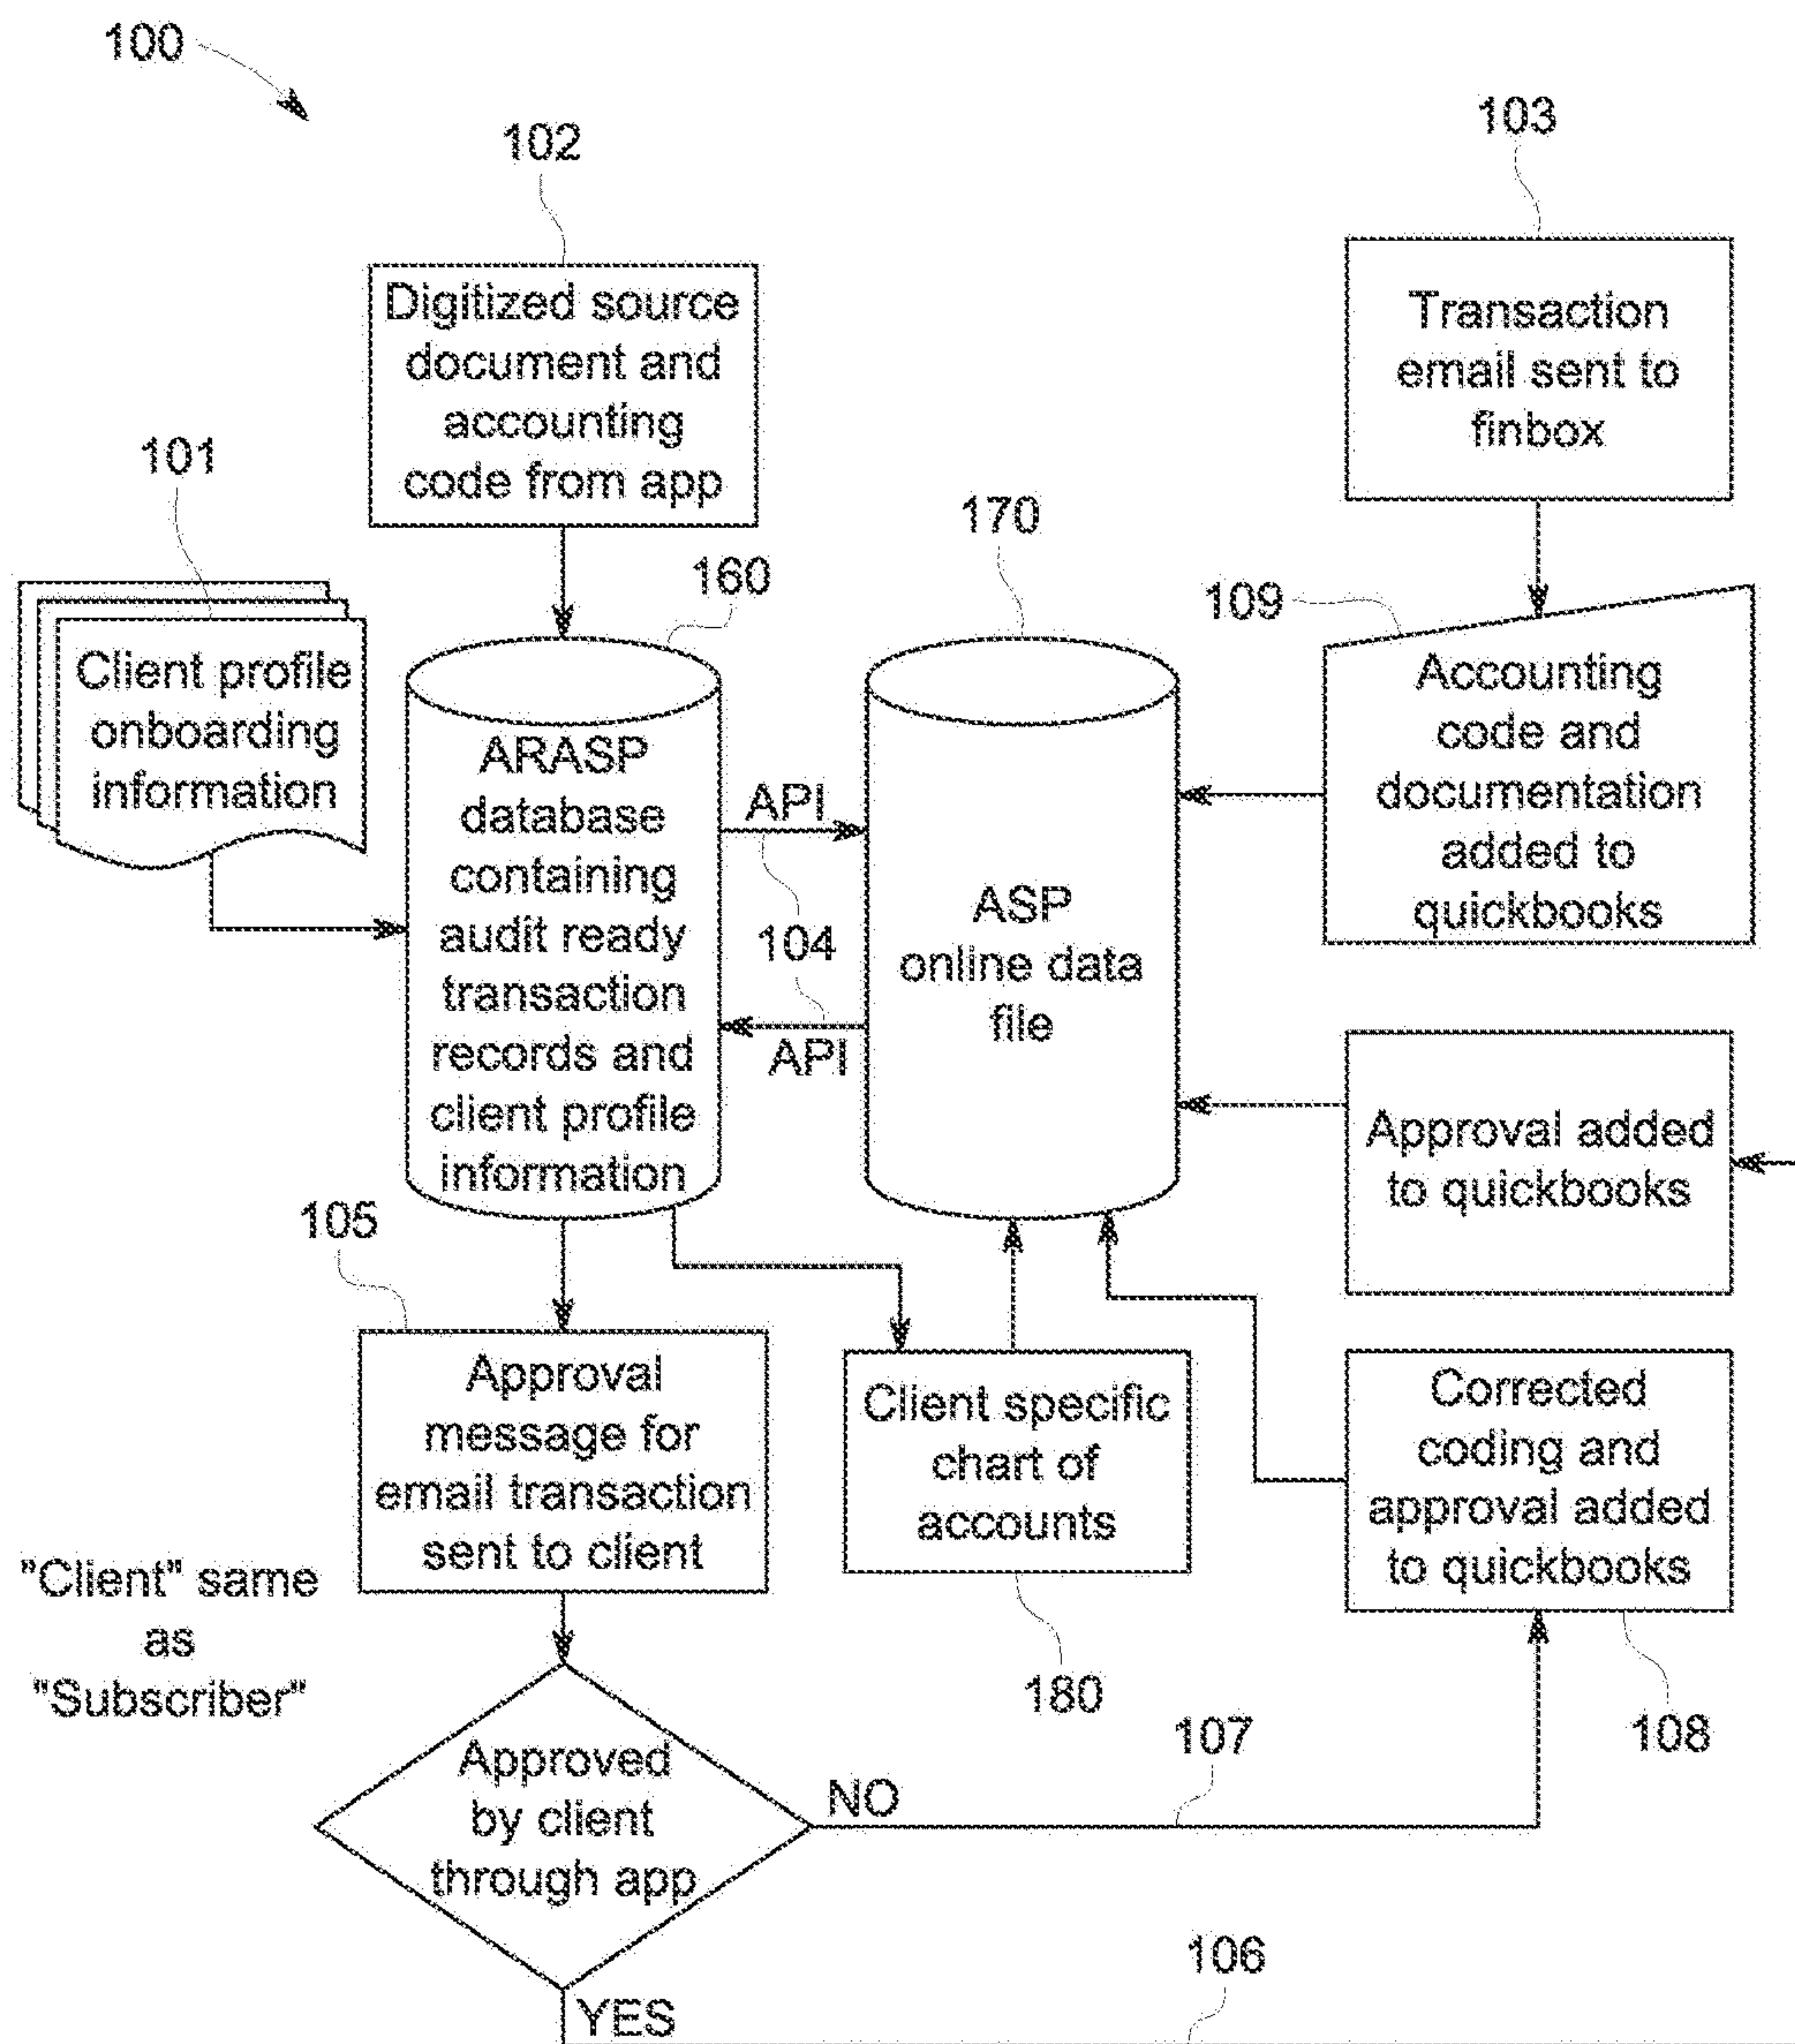 100
102
Digitized source
document and
accounting
code from app
103
Transaction
email sent to
finbox
101
Client profile
onboarding
information
160
ARASP
database
containing
audit ready
transaction
records and
client profile
information
API
104
API
170
ASP
online data
file
109
Accounting
code and
documentation
added to
quickbooks
Approval added
to quickbooks
105
Approval
message for
email transaction
sent to client
Client specific
chart of
accounts
180
Corrected
coding and
approval added
to quickbooks
108
"Client" same
as
"Subscriber"
Approved
by client
through app
NO
107
YES
106